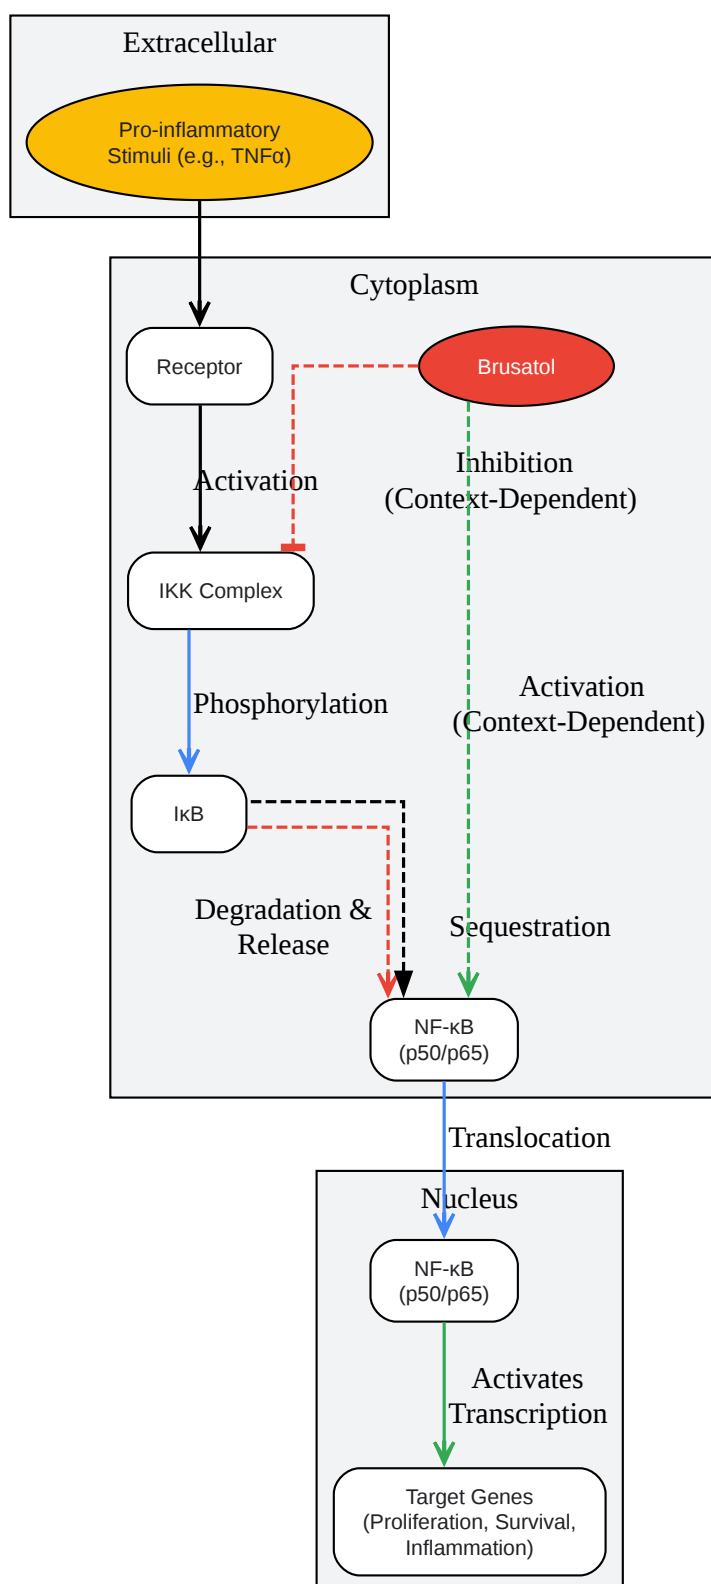 Extracellular
Pro-inflammatory
Stimuli (e.g., TNFα)
Cytoplasm
Receptor
Brusatol
Activation
Inhibition
(Context-Dependent)
IKK Complex
Phosphorylation
Activation
(Context-Dependent)
IκB
Degradation &
Release
Sequestration
NF-κB
(p50/p65)
Translocation
Nucleus
NF-κB
(p50/p65)
Activates
Transcription
Target Genes
(Proliferation, Survival,
Inflammation)